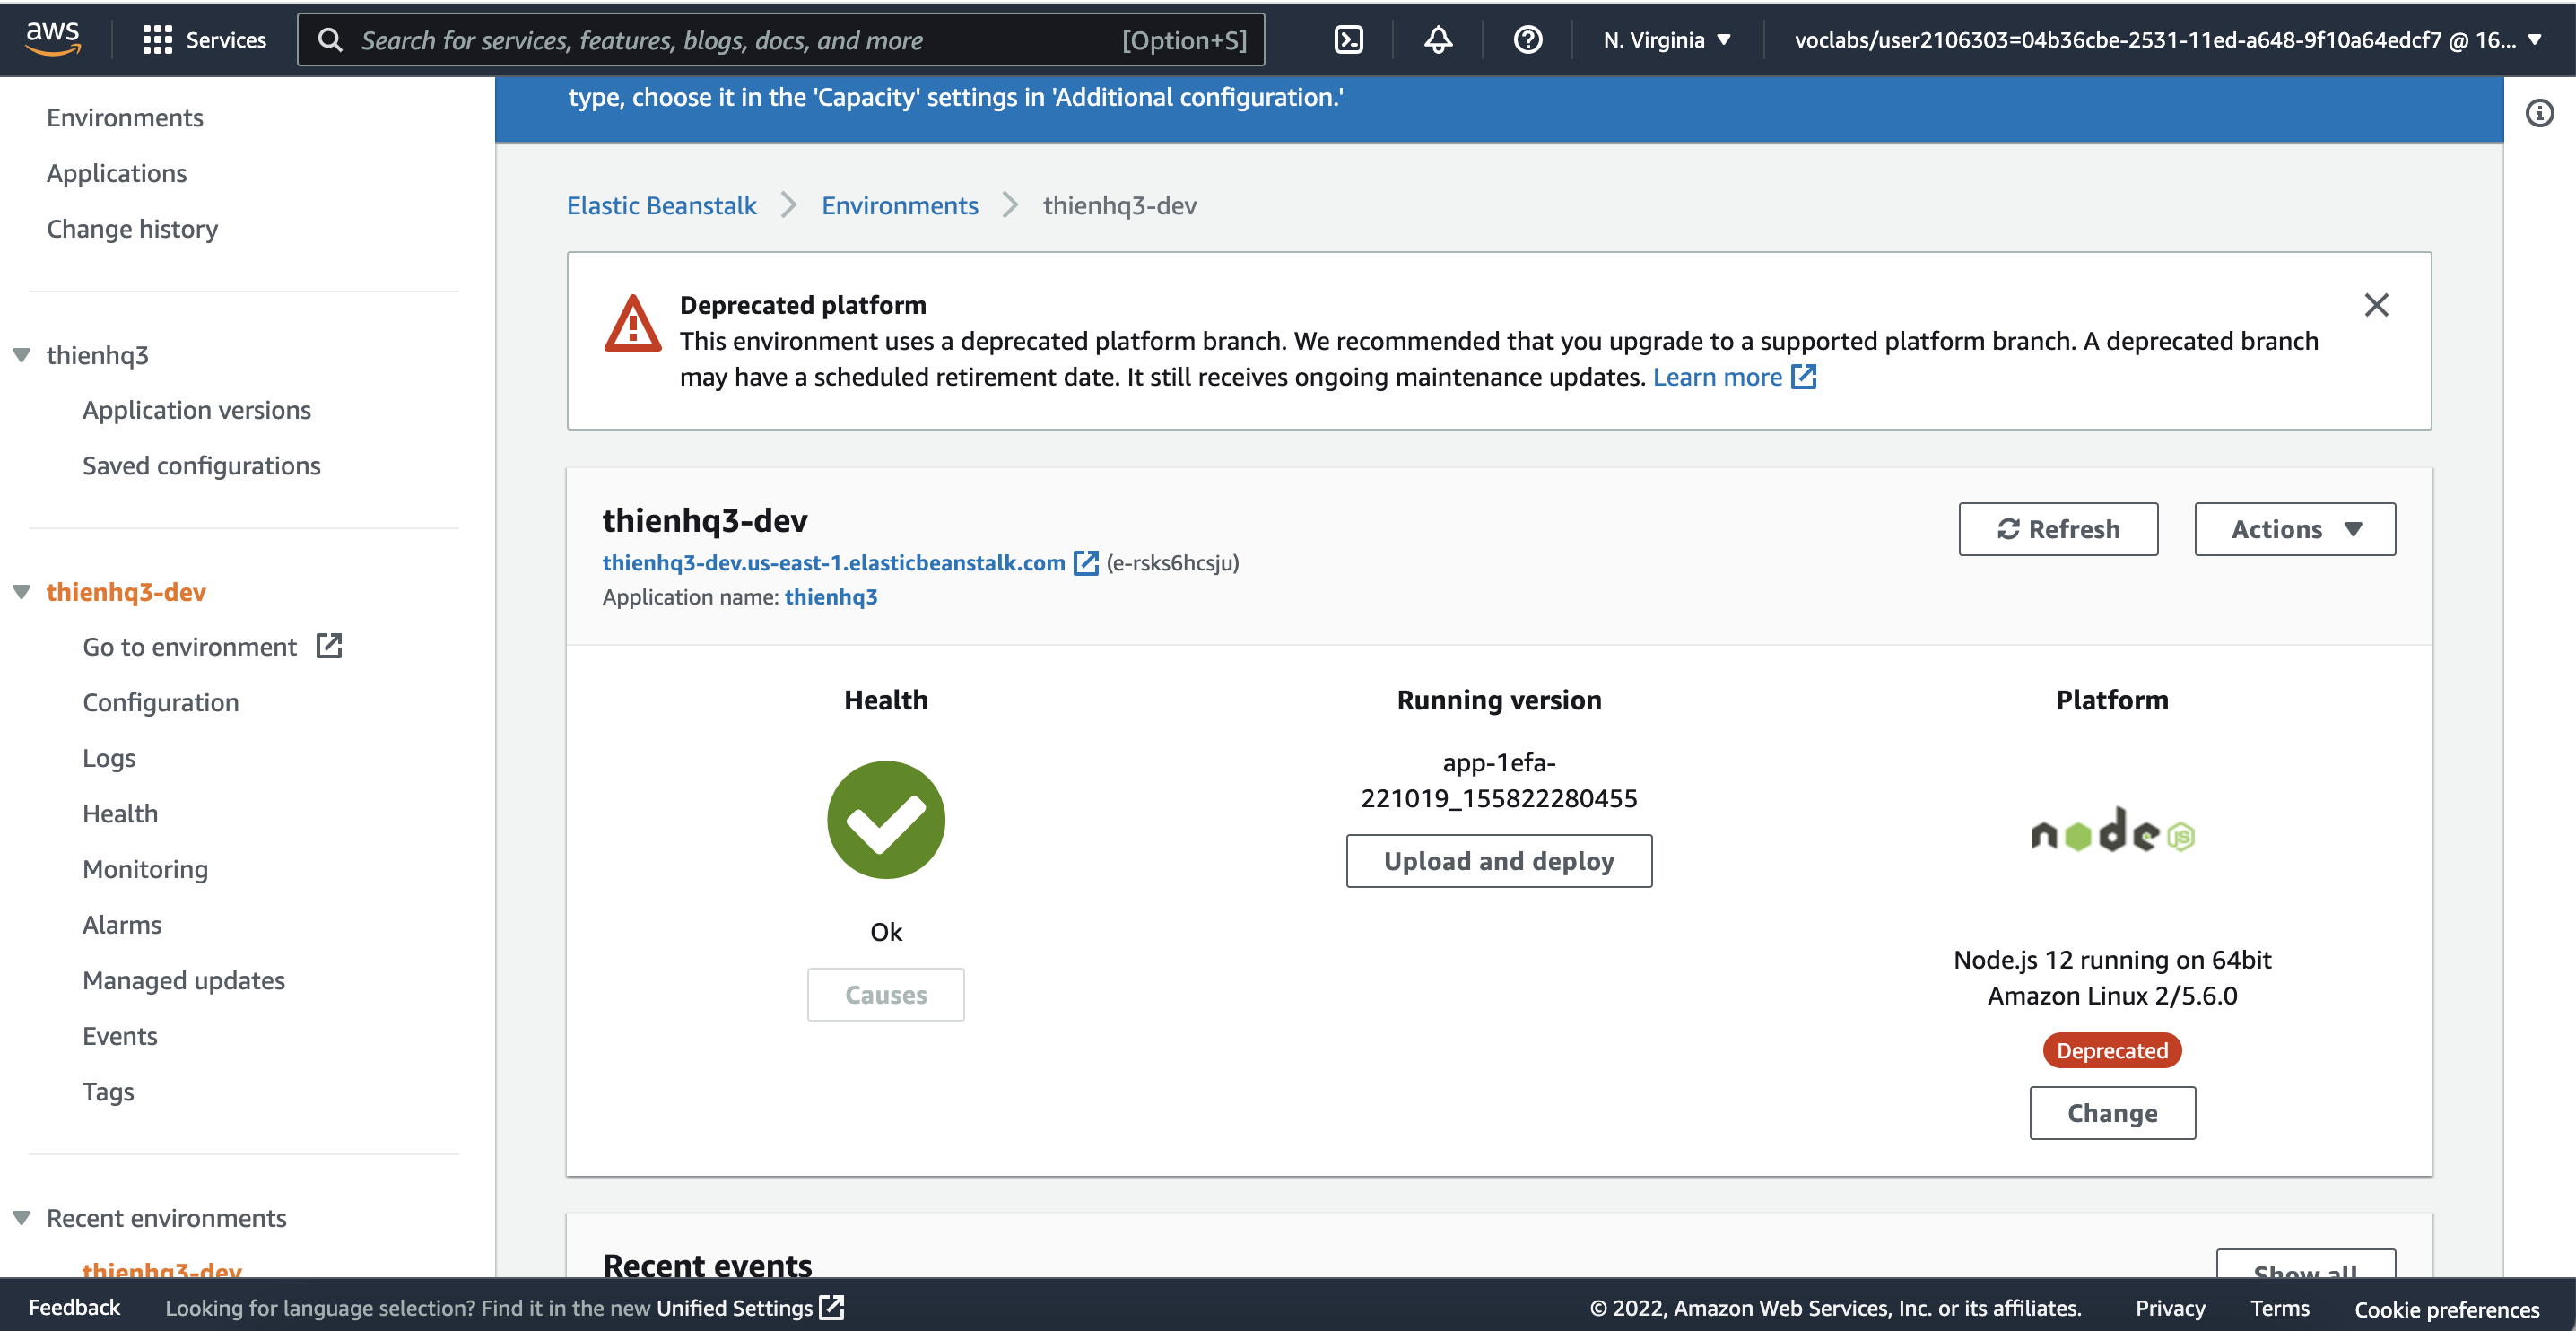 aws
Services
Search for services, features, blogs, docs, and more
[Option+S]
N. Virginia
voclabs/user2106303=04b36cbe-2531-11ed-a648-9f10a64edcf7 @ 16...
Environments
Applications
Change history
thienhq3
Application versions
Saved configurations
thienhq3-dev
Go to environment
Configuration
Logs
Health
Monitoring
Alarms
Managed updates
Events
Tags
Recent environments
thienhq3-dev
type, choose it in the 'Capacity' settings in 'Additional configuration.'
Elastic Beanstalk
Environments
thienhq3-dev
Deprecated platform
This environment uses a deprecated platform branch. We recommended that you upgrade to a supported platform branch. A deprecated branch
may have a scheduled retirement date. It still receives ongoing maintenance updates. Learn more
thienhq3-dev
thienhq3-dev.us-east-1.elasticbeanstalk.com (e-rsks6hcsju)
Application name: thienhq3
Refresh
Actions
Health
Ok
Causes
Running version
app-1efa-
221019_155822280455
Upload and deploy
Platform
node JS
Node.js 12 running on 64bit
Amazon Linux 2/5.6.0
Deprecated
Change
Recent events
Show all
Feedback
Looking for language selection? Find it in the new Unified Settings
© 2022, Amazon Web Services, Inc. or its affiliates.
Privacy
Terms
Cookie preferences